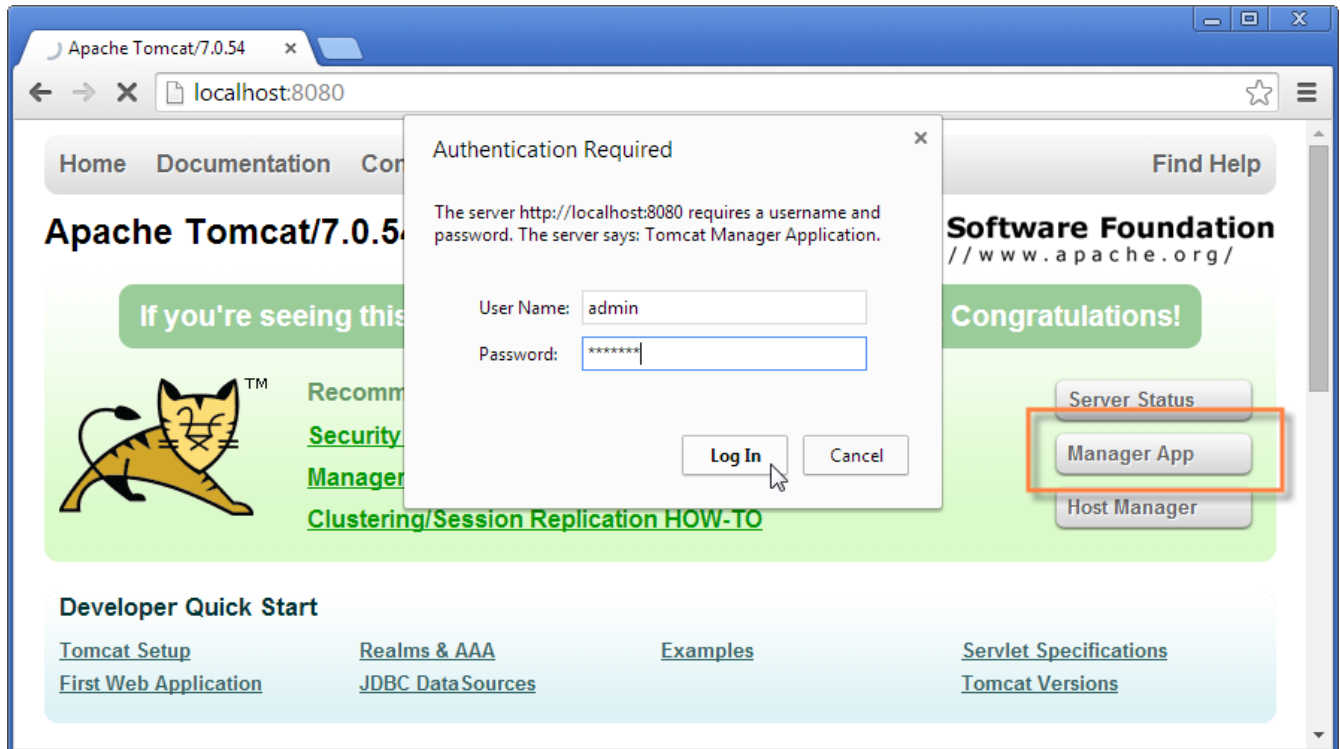 Apache Tomcat/7.0.54
localhost:8080
Home Documentation Con
Find Help
Authentication Required
The server http://localhost:8080 requires a username and
password. The server says: Tomcat Manager Application.
Apache Tomcat/7.0.54
Software Foundation
//www.apache.org/
If you're seeing this
Congratulations!
User Name: admin
Password: *******
Log In
Cancel
TM
Recomm
Security
Manager
Clustering/Session Replication HOW-TO
Server Status
Manager App
Host Manager
Developer Quick Start
Tomcat Setup Realms & AAA Examples Servlet Specifications
First Web Application JDBC DataSources Tomcat Versions